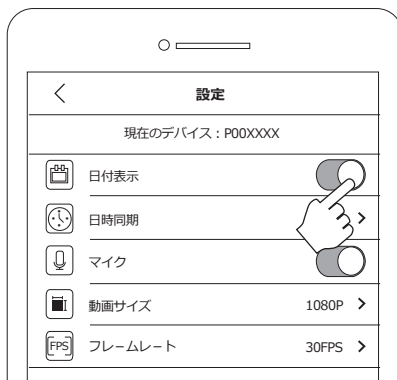 設定
現在のデバイス：P00XXXX
日付表示
日時同期
マイク
動画サイズ 1080P
FPS フレームレート 30FPS